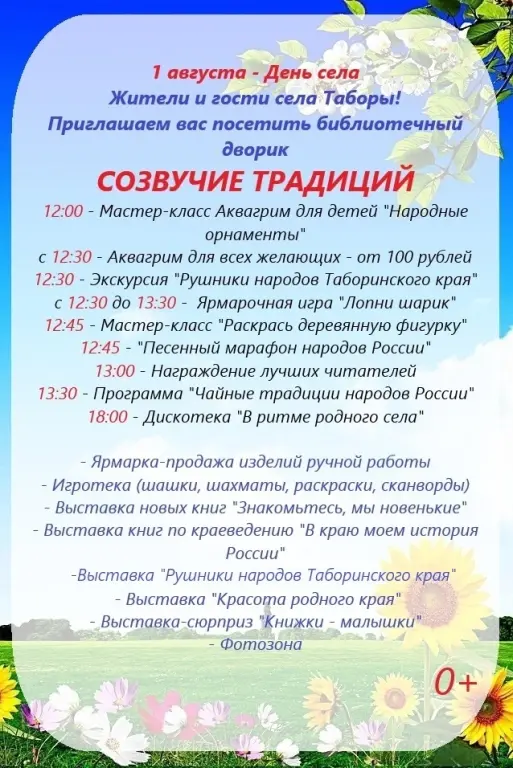 1 августа - День села
Жители и гости села Таборы!
Приглашаем вас посетить библиотечный
дворик
СОЗВУЧИЕ ТРАДИЦИЙ
12:00 - Мастер-класс Аквагрим для детей "Народные
орнаменты"
с 12:30 - Аквагрим для всех желающих - от 100 рублей
12:30 - Экскурсия "Рушники народов Таборинского края"
с 12:30 до 13:30 - Ярмарочная игра "Лопни шарик"
12:45 - Мастер-класс "Раскрась деревянную фигурку"
12:45 - "Песенный марафон народов России"
13:00 - Награждение лучших читателей
13:30 - Программа "Чайные традиции народов России"
18:00 - Дискотека "В ритме родного села"
- Ярмарка-продажа изделий ручной работы
- Игротека (шашки, шахматы, раскраски, сканворды)
- Выставка новых книг "Знакомьтесь, мы новенькие"
- Выставка книг по краеведению "В краю моем история
России"
-Выставка "Рушники народов Таборинского края"
- Выставка "Красота родного края"
- Выставка-сюрприз "Книжки - малышки"
- Фотозона
0+